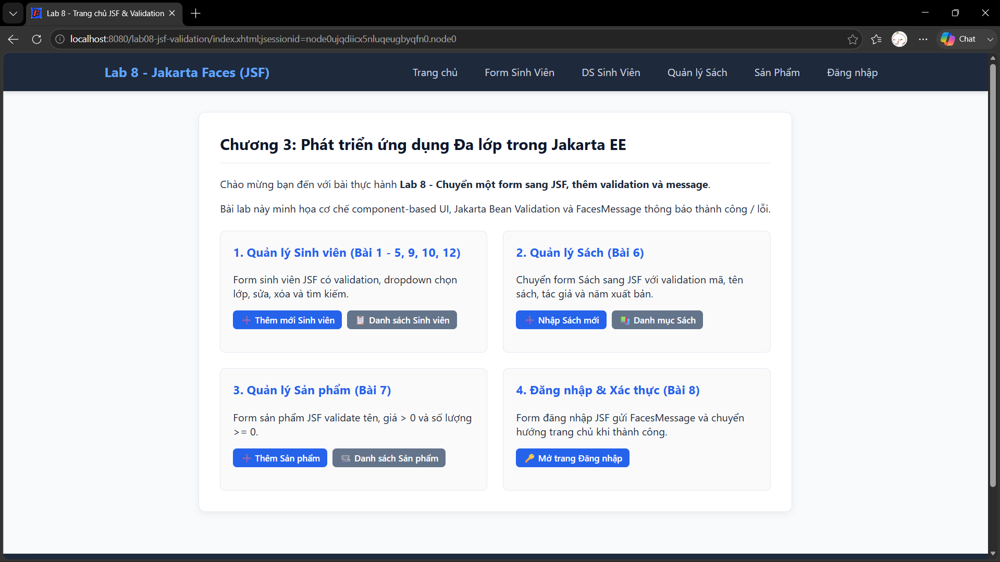 Lab 8 - Trang chủ JSF & Validation
localhost:8080/lab08-jsf-validation/index.xhtml;jsessionid=node0ujqdiicx5nluqeugbyqfn0.node0
Chat
Lab 8 - Jakarta Faces (JSF)
Trang chủ
Form Sinh Viên
DS Sinh Viên
Quản lý Sách
Sản Phẩm
Đăng nhập
Chương 3: Phát triển ứng dụng Đa lớp trong Jakarta EE
Chào mừng bạn đến với bài thực hành Lab 8 - Chuyển một form sang JSF, thêm validation và message.
Bài lab này minh họa cơ chế component-based UI, Jakarta Bean Validation và FacesMessage thông báo thành công / lỗi.
1. Quản lý Sinh viên (Bài 1 - 5, 9, 10, 12)
Form sinh viên JSF có validation, dropdown chọn
lớp, sửa, xóa và tìm kiếm.
Thêm mới Sinh viên
Danh sách Sinh viên
2. Quản lý Sách (Bài 6)
Chuyển form Sách sang JSF với validation mã, tên
sách, tác giả và năm xuất bản.
Nhập Sách mới
Danh mục Sách
3. Quản lý Sản phẩm (Bài 7)
Form sản phẩm JSF validate tên, giá > 0 và số lượng
>= 0.
Thêm Sản phẩm
Danh sách Sản phẩm
4. Đăng nhập & Xác thực (Bài 8)
Form đăng nhập JSF gửi FacesMessage và chuyển
hướng trang chủ khi thành công.
Mở trang Đăng nhập